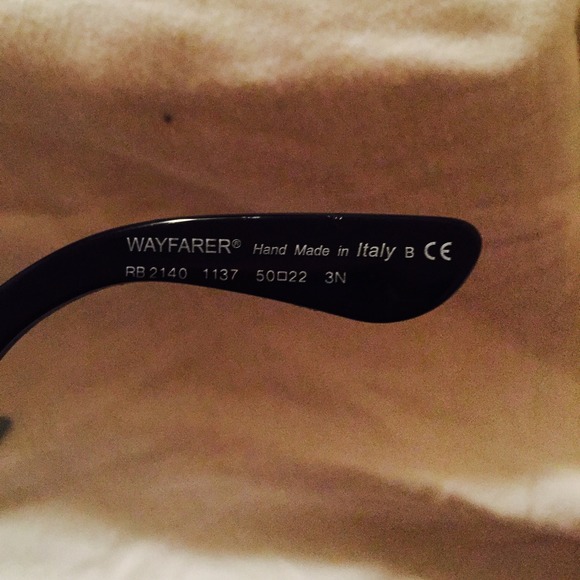 WAYFARER® Hand Made in Italy B CE
RB 2140 1137 50□22 3N